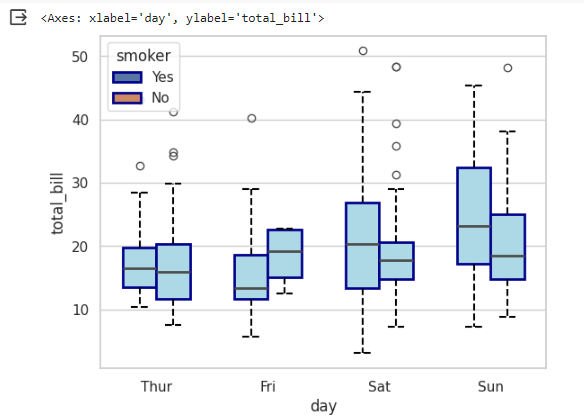 <Axes: xlabel='day', ylabel='total_bill'>
smoker
Yes
No
50
40
30
20
10
total_bill
Thur Fri Sat Sun
day